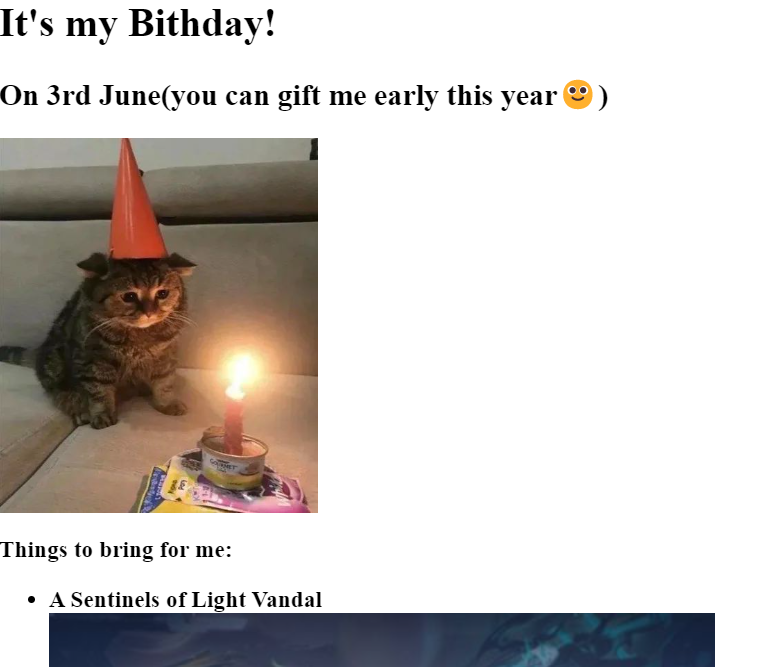 It's my Bithday!
On 3rd June(you can gift me early this year🙂)
GOURMET
Things to bring for me:
• A Sentinels of Light Vandal